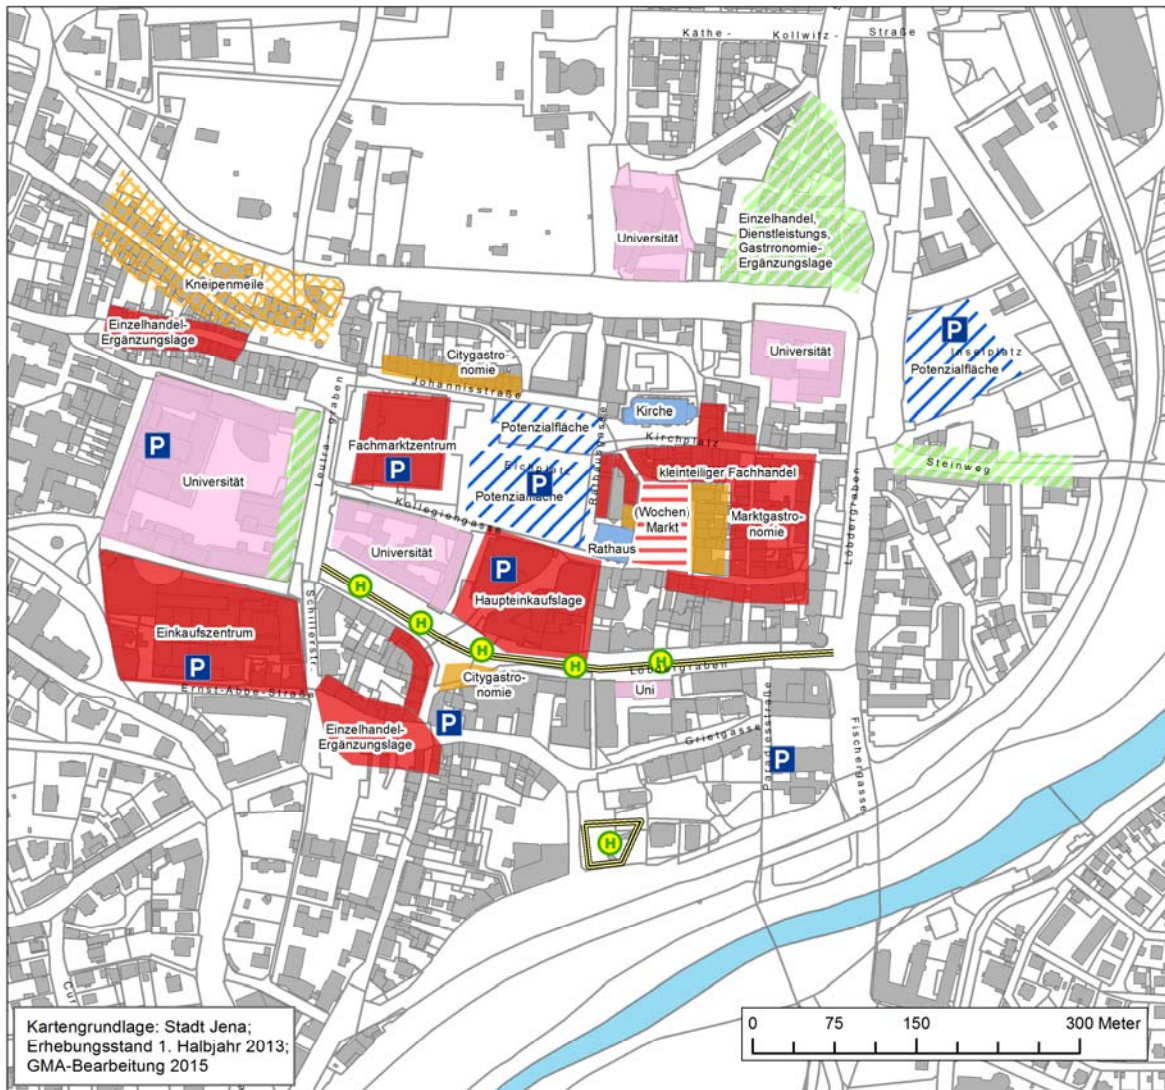 Käthe-Kollwitz-Straße
Universität
Einzelhandel,
Dienstleistungs,
Gastrronomie-
Ergänzungslage
Kneipenmeile
Einzelhandel-
Ergänzungslage
P
Inselplatz
Potenzialfläche
Universität
Citygastro-
nomie
Johannisstraße
Leutragraben
Kirche
Rathausgasse
Kirchplatz
Potenzialfläche
Fachmarktzentrum
P
P
Eichplatz
P
Potenzialfläche
kleinteiliger Fachhandel
Steinweg
Universität
(Wochen)
Markt
Marktgastro-
nomie
Löbdergraben
Kollegiengasse
Universität
Rathaus
P
Haupteinkaufslage
H
H
H
H
H
Schillerstr.
Einkaufszentrum
P
Ernst-Abbe-Straße
Löbdergraben
Citygastro-
nomie
Uni
Einzelhandel-
Ergänzungslage
P
Grietgasse
Paradiesstraße
P
Fischergasse
H
Kartengrundlage: Stadt Jena;
Erhebungsstand 1. Halbjahr 2013;
GMA-Bearbeitung 2015
0 75 150 300 Meter